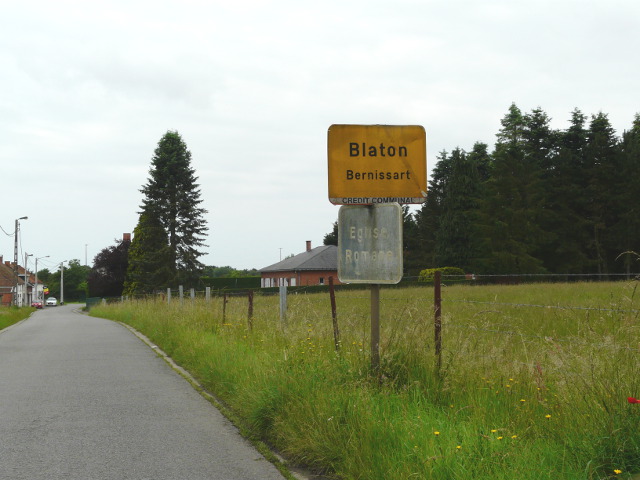 Blaton
Bernissart
CREDIT COMMUNAL
Eglise
Romane